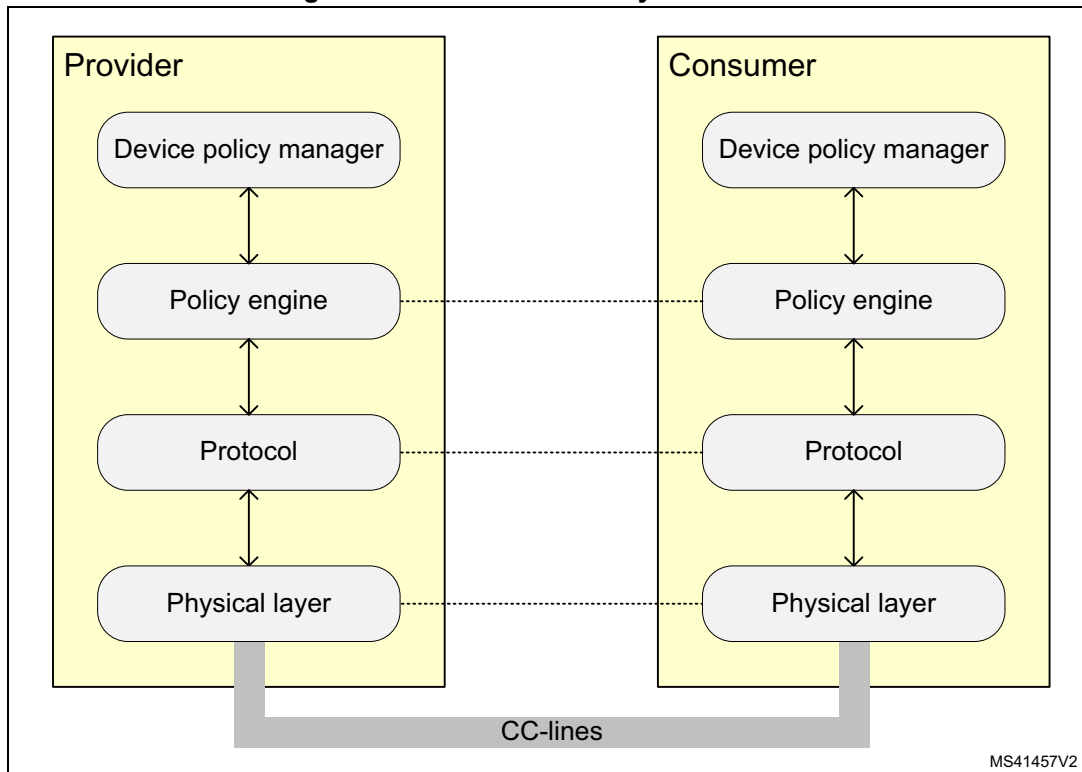 Provider
Consumer
Device policy manager
Device policy manager
Policy engine
Policy engine
Protocol
Protocol
Physical layer
Physical layer
CC-lines
MS41457V2